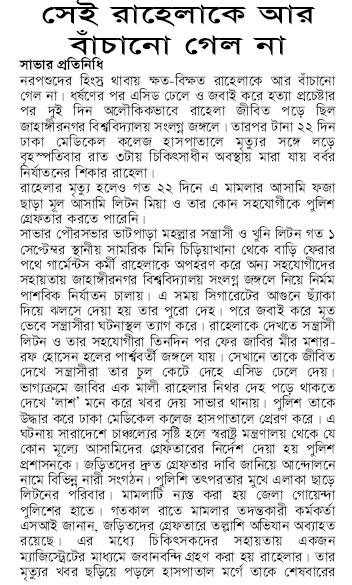 সেই রাহেলাকে আর
বাঁচানো গেল না
সাভার প্রতিনিধি
নরপশুদের হিংস্র থাবায় ক্ষত-বিক্ষত রাহেলাকে আর বাঁচানো
গেল না। ধর্ষণের পর এসিড ঢেলে ও জবাই করে হত্যা প্রচেষ্টার
পর দুই দিন অলৌকিকভাবে রাহেলা জীবিত পড়ে ছিল
জাহাঙ্গীরনগর বিশ্ববিদ্যালয় সংলগ্ন জঙ্গলে। তারপর টানা ২২ দিন
ঢাকা মেডিকেল কলেজ হাসপাতালে মৃত্যুর সঙ্গে লড়ে
বৃহস্পতিবার রাত ৩টায় চিকিৎসাধীন অবস্থায় মারা যায় বর্বর
নির্যাতনের শিকার রাহেলা।
রাহেলার মৃত্যু হলেও গত ২২ দিনে এ মামলার আসামি ফজা
ছাড়া মূল আসামি লিটন মিয়া ও তার কোন সহযোগীকে পুলিশ
গ্রেফতার করতে পারেনি।
সাভার পৌরসভার ভাটপাড়া মহল্লার সন্ত্রাসী ও খুনি লিটন গত ১
সেপ্টেম্বর স্থানীয় সামরিক মিনি চিড়িয়াখানা থেকে বাড়ি ফেরার
পথে গার্মেন্টস কর্মী রাহেলাকে অপহরণ করে অন্য সহযোগীদের
সহায়তায় জাহাঙ্গীরনগর বিশ্ববিদ্যালয় সংলগ্ন জঙ্গলে নিয়ে নির্মম
পাশবিক নির্যাতন চালায়। এ সময় সিগারেটের আগুনে ছ্যাঁকা
দিয়ে ঝলসে দেয়া হয় তার পুরো দেহ। পরে জবাই করে মৃত
ভেবে সন্ত্রাসীরা ঘটনাস্থল ত্যাগ করে। রাহেলাকে দেখতে সন্ত্রাসী
লিটন ও তার সহযোগীরা তিনদিন পর ফের জাবির মীর মশার-
রফ হোসেন হলের পার্শ্ববর্তী জঙ্গলে যায়। সেখানে তাকে জীবিত
দেখে সন্ত্রাসীরা তার চুল কেটে দেহে এসিড ঢেলে দেয়।
ভাগ্যক্রমে জাবির এক মালী রাহেলার নিথর দেহ পড়ে থাকতে
দেখে ‘লাশ’ মনে করে খবর দেয় সাভার থানায়। পুলিশ তাকে
উদ্ধার করে ঢাকা মেডিকেল কলেজ হাসপাতালে প্রেরণ করে। এ
ঘটনায় সারাদেশে চাঞ্চল্যের সৃষ্টি হলে স্বরাষ্ট্র মন্ত্রণালয় থেকে যে
কোন মূল্যে আসামিদের গ্রেফতারের নির্দেশ দেয়া হয় পুলিশ
প্রশাসনকে। জড়িতদের দ্রুত গ্রেফতার দাবি জানিয়ে আন্দোলনে
নামে বিভিন্ন নারী সংগঠন। পুলিশি তৎপরতার মুখে এলাকা ছাড়ে
লিটনের পরিবার। মামলাটি ন্যস্ত করা হয় জেলা গোয়েন্দা
পুলিশের হাতে। গতকাল রাতে মামলার তদন্তকারী কর্মকর্তা
এসআই জানান, জড়িতদের গ্রেফতারে তল্লাশি অভিযান অব্যাহত
রয়েছে। এর মধ্যে চিকিৎসকদের সহায়তায় একজন
ম্যাজিস্ট্রেটের মাধ্যমে জবানবন্দি গ্রহণ করা হয় রাহেলার। তার
মৃত্যুর খবর ছড়িয়ে পড়লে হাসপাতাল মর্গে তাকে শেষবারের